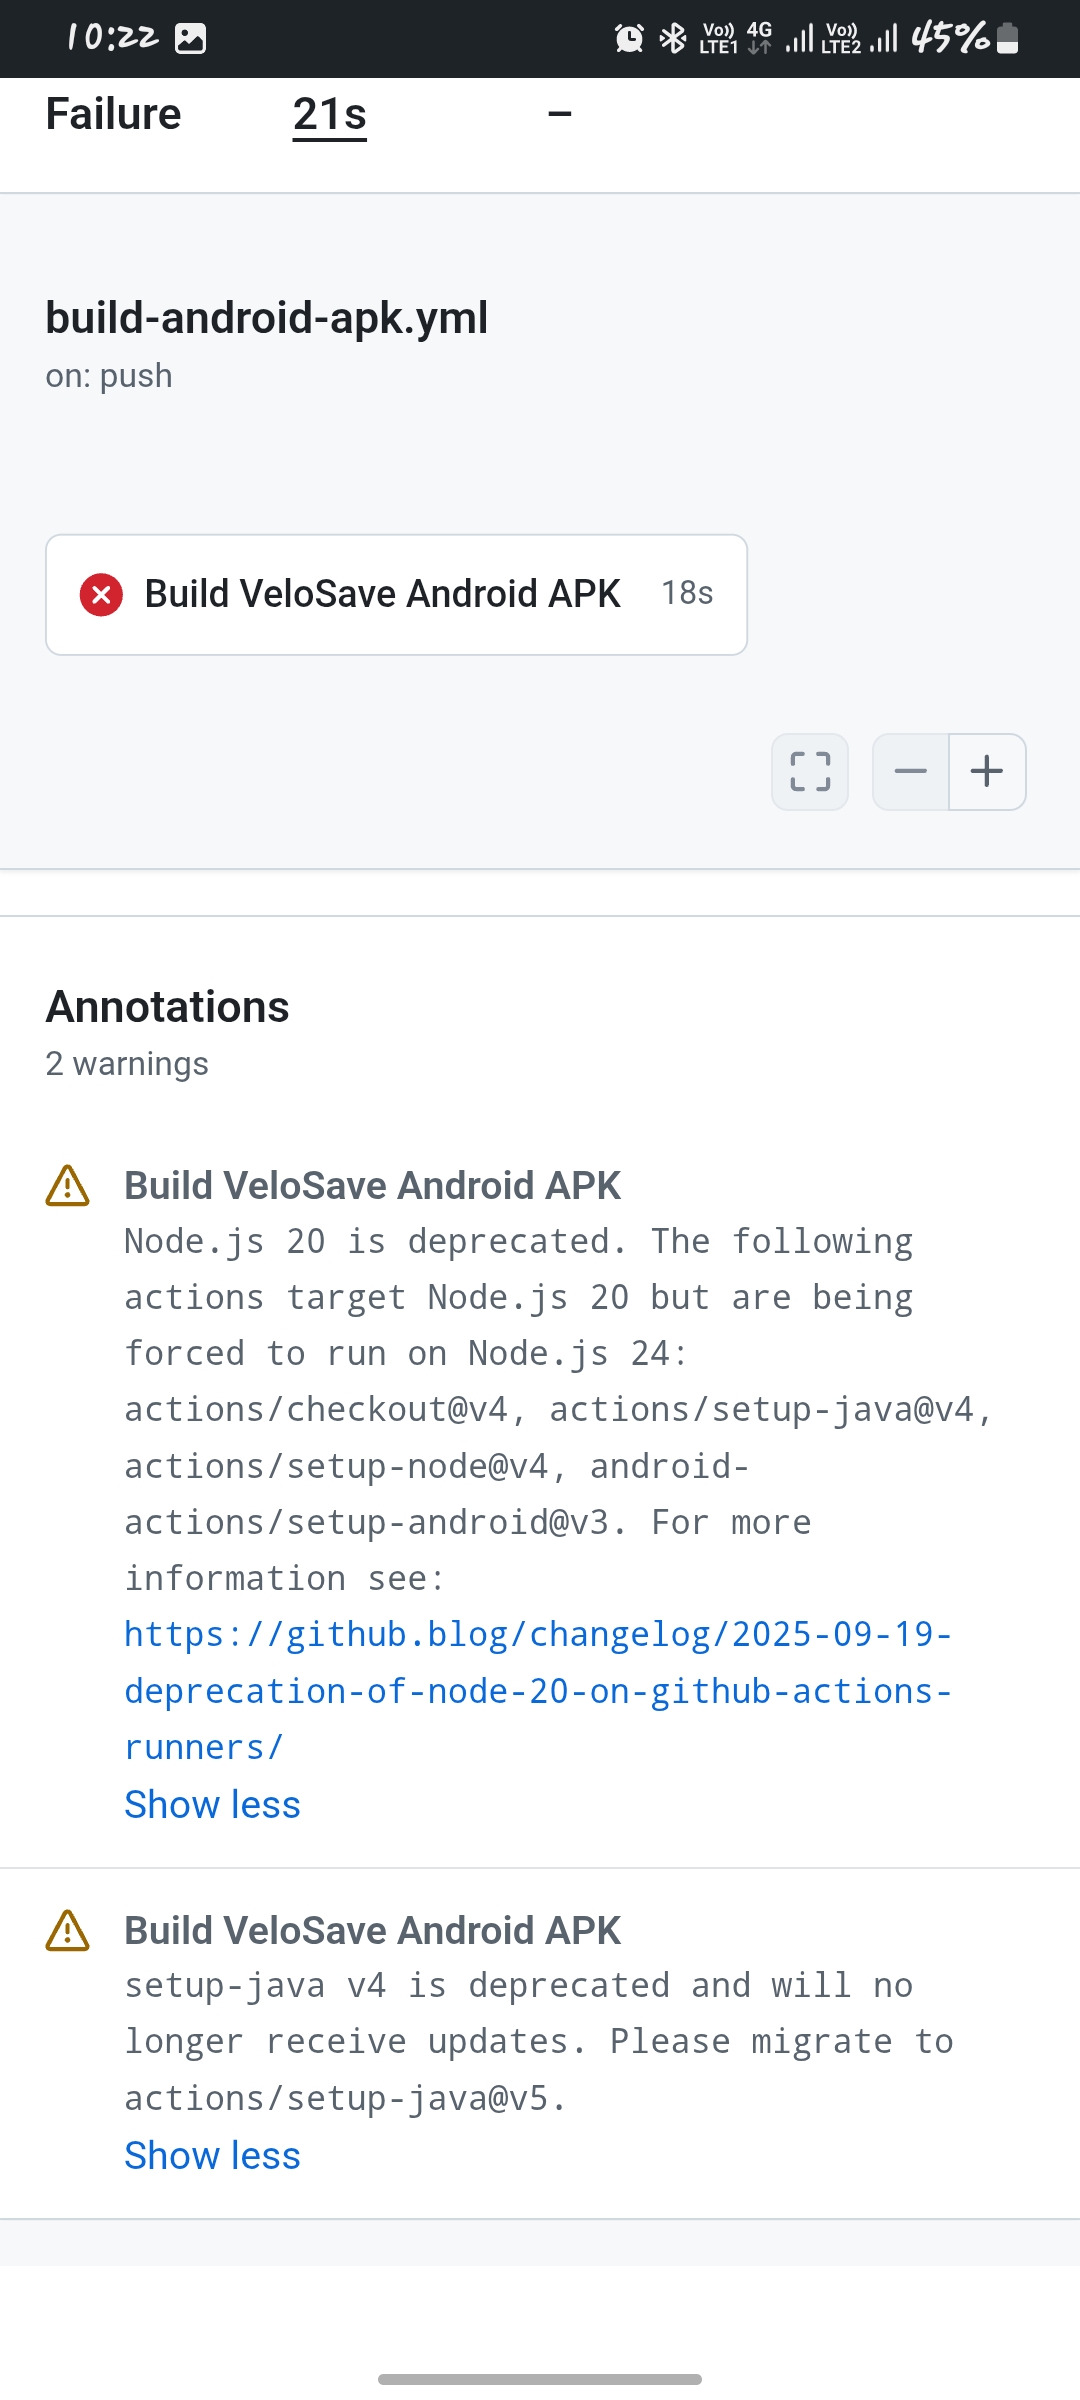 10:22
Vo)) LTE1 4G Vo)) LTE2 45%
Failure 21s –
build-android-apk.yml
on: push
Build VeloSave Android APK 18s
Annotations
2 warnings
Build VeloSave Android APK
Node.js 20 is deprecated. The following
actions target Node.js 20 but are being
forced to run on Node.js 24:
actions/checkout@v4, actions/setup-java@v4,
actions/setup-node@v4, android-
actions/setup-android@v3. For more
information see:
https://github.blog/changelog/2025-09-19-
deprecation-of-node-20-on-github-actions-
runners/
Show less
Build VeloSave Android APK
setup-java v4 is deprecated and will no
longer receive updates. Please migrate to
actions/setup-java@v5.
Show less